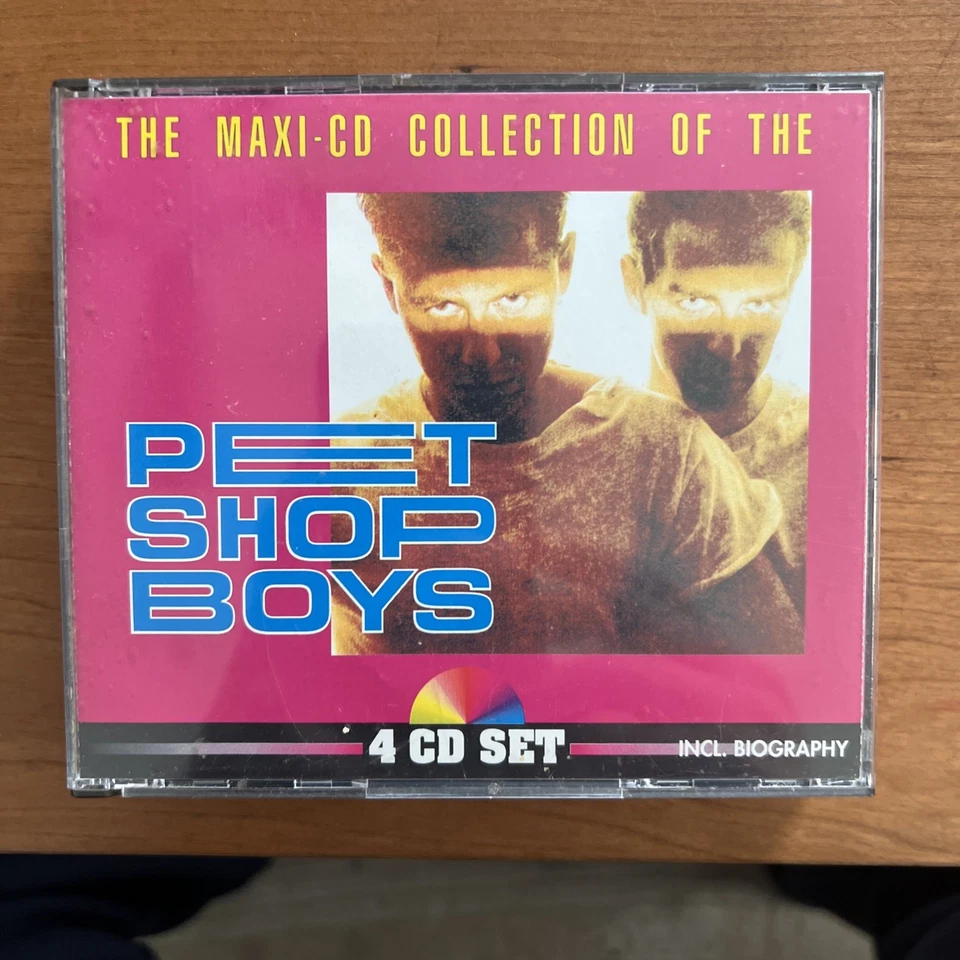 THE MAXI-CD COLLECTION OF THE
PET
SHOP
BOYS
4 CD SET
INCL. BIOGRAPHY